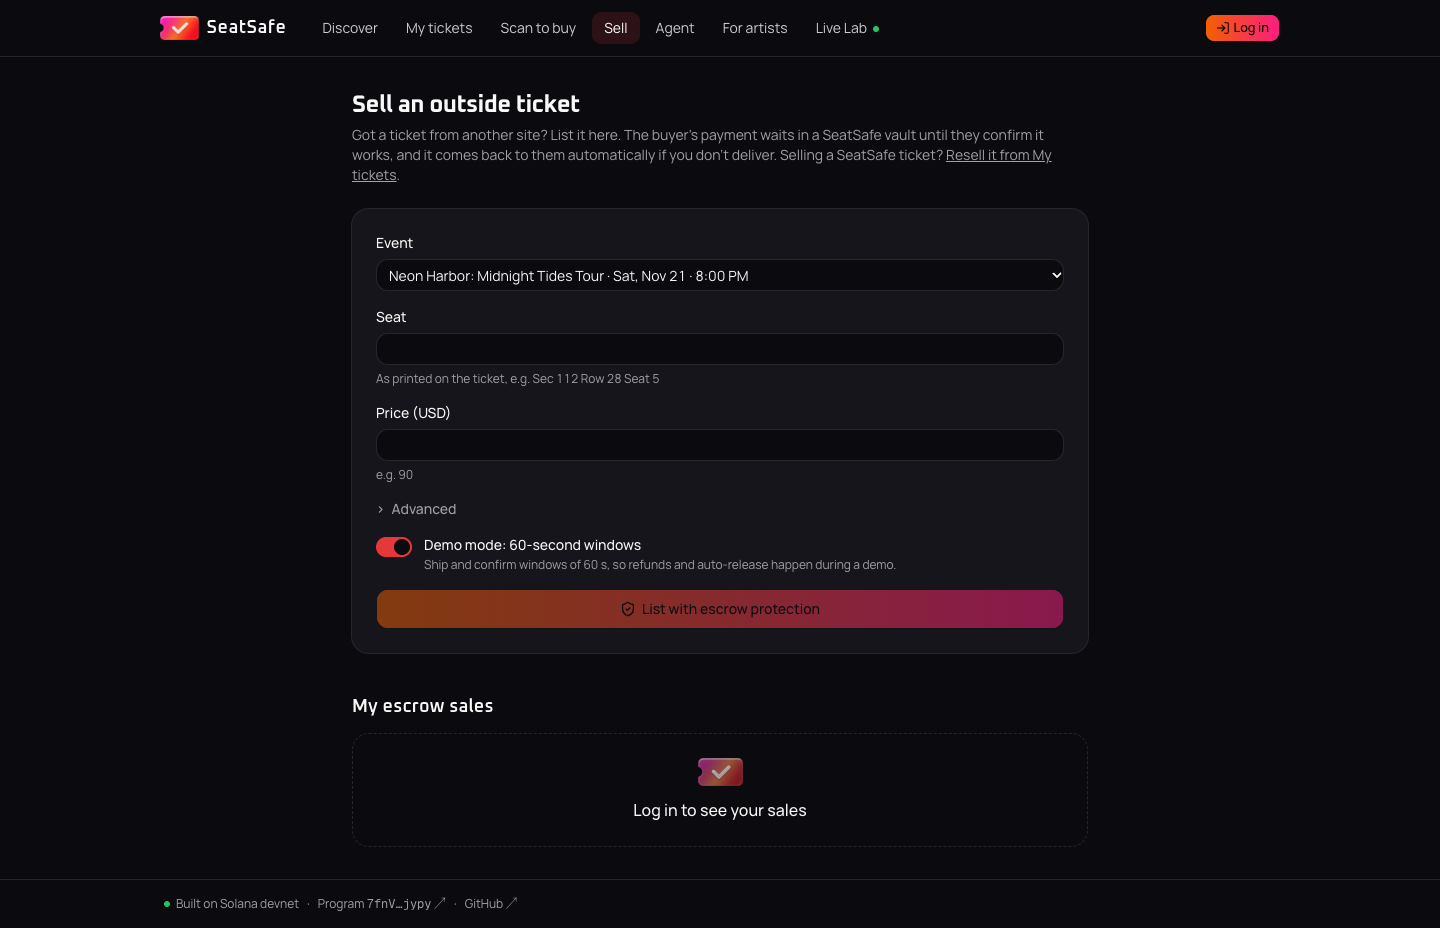 SeatSafe
Discover
My tickets
Scan to buy
Sell
Agent
For artists
Live Lab
Log in
Sell an outside ticket
Got a ticket from another site? List it here. The buyer's payment waits in a SeatSafe vault until they confirm it
works, and it comes back to them automatically if you don't deliver. Selling a SeatSafe ticket? Resell it from My
tickets.
Event
Neon Harbor: Midnight Tides Tour · Sat, Nov 21 · 8:00 PM
Seat
As printed on the ticket, e.g. Sec 112 Row 28 Seat 5
Price (USD)
e.g. 90
Advanced
Demo mode: 60-second windows
Ship and confirm windows of 60 s, so refunds and auto-release happen during a demo.
List with escrow protection
My escrow sales
Log in to see your sales
Built on Solana devnet · Program 7fnV…jypy ↗ · GitHub ↗